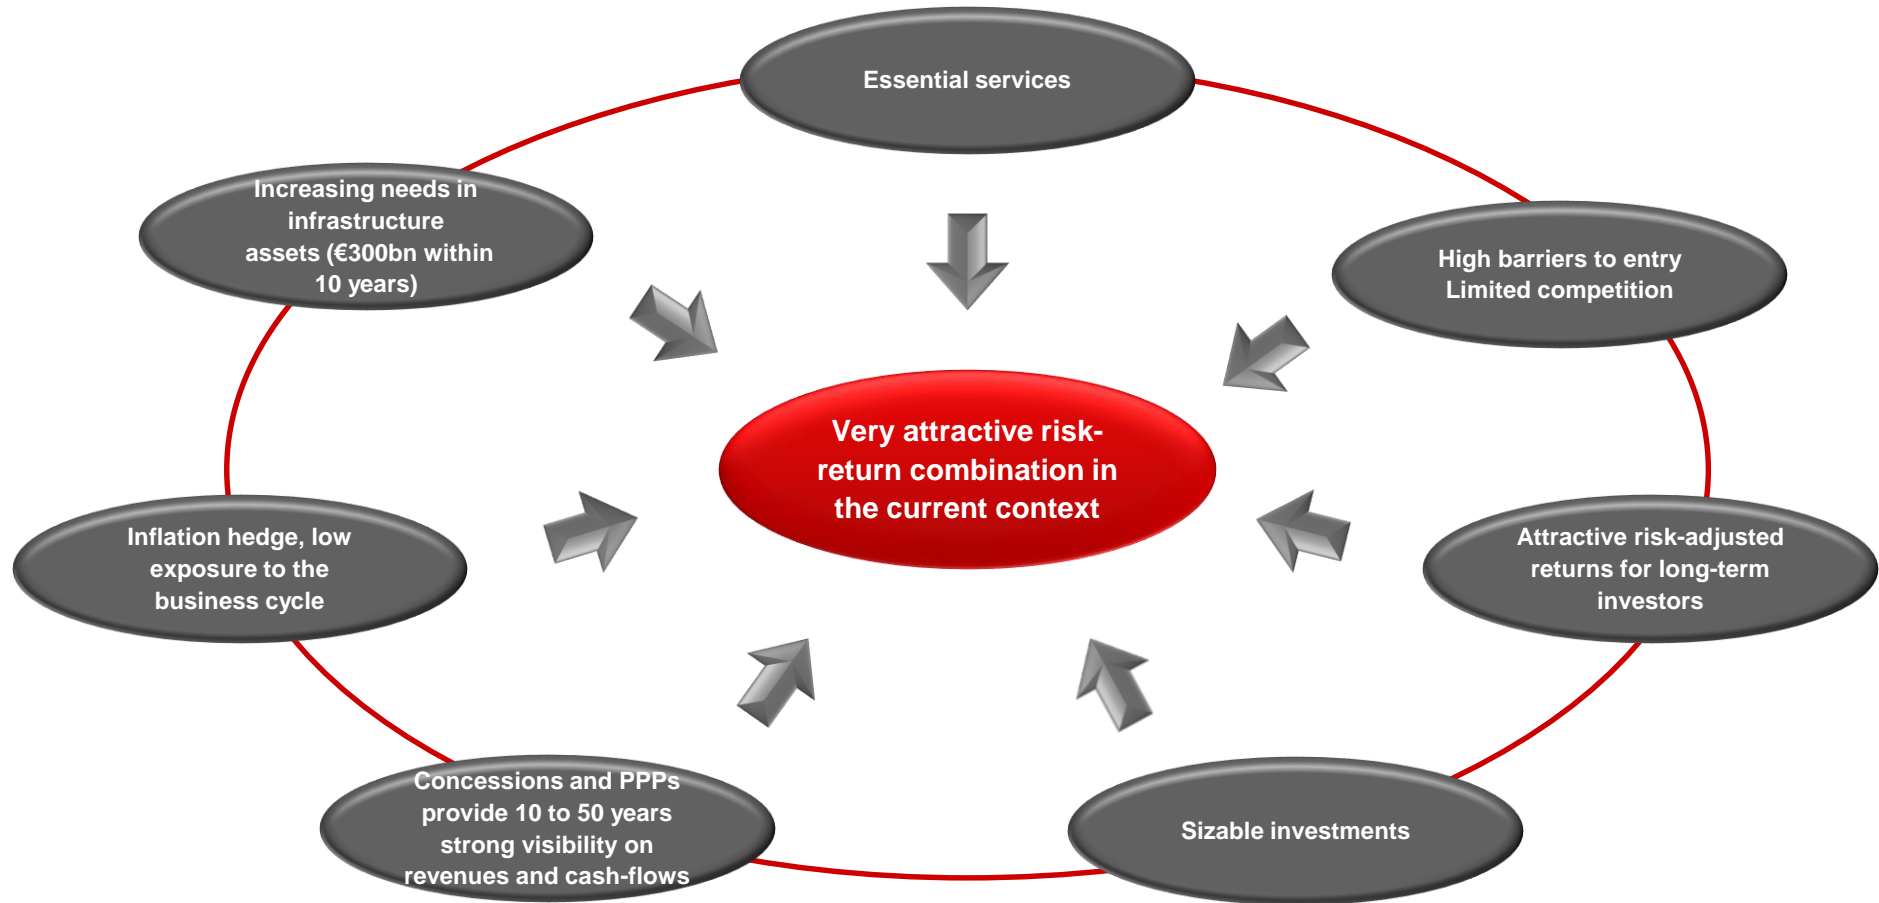 Essential services
Increasing needs in
infrastructure
assets (€300bn within
10 years)
High barriers to entry
Limited competition
Very attractive risk-
return combination in
the current context
Inflation hedge, low
exposure to the
business cycle
Attractive risk-adjusted
returns for long-term
investors
Concessions and PPPs
provide 10 to 50 years
strong visibility on
revenues and cash-flows
Sizable investments